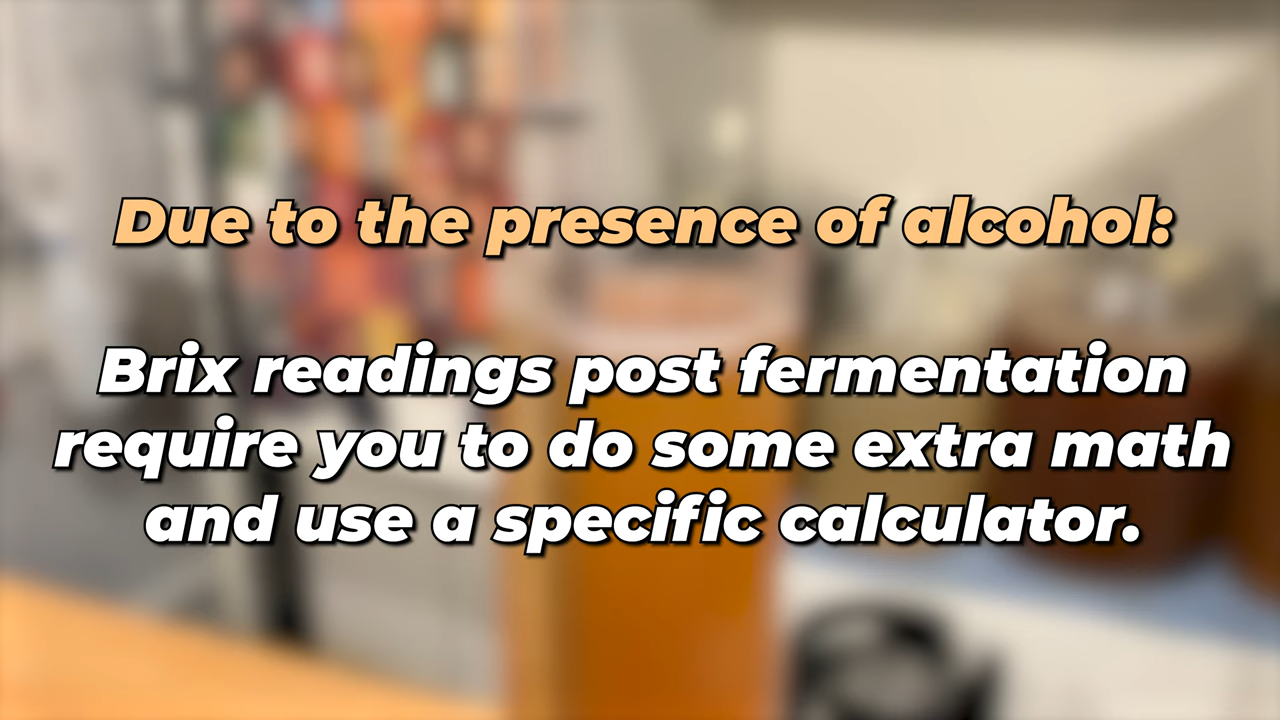 Due to the presence of alcohol:
Brix readings post fermentation
require you to do some extra math
and use a specific calculator.